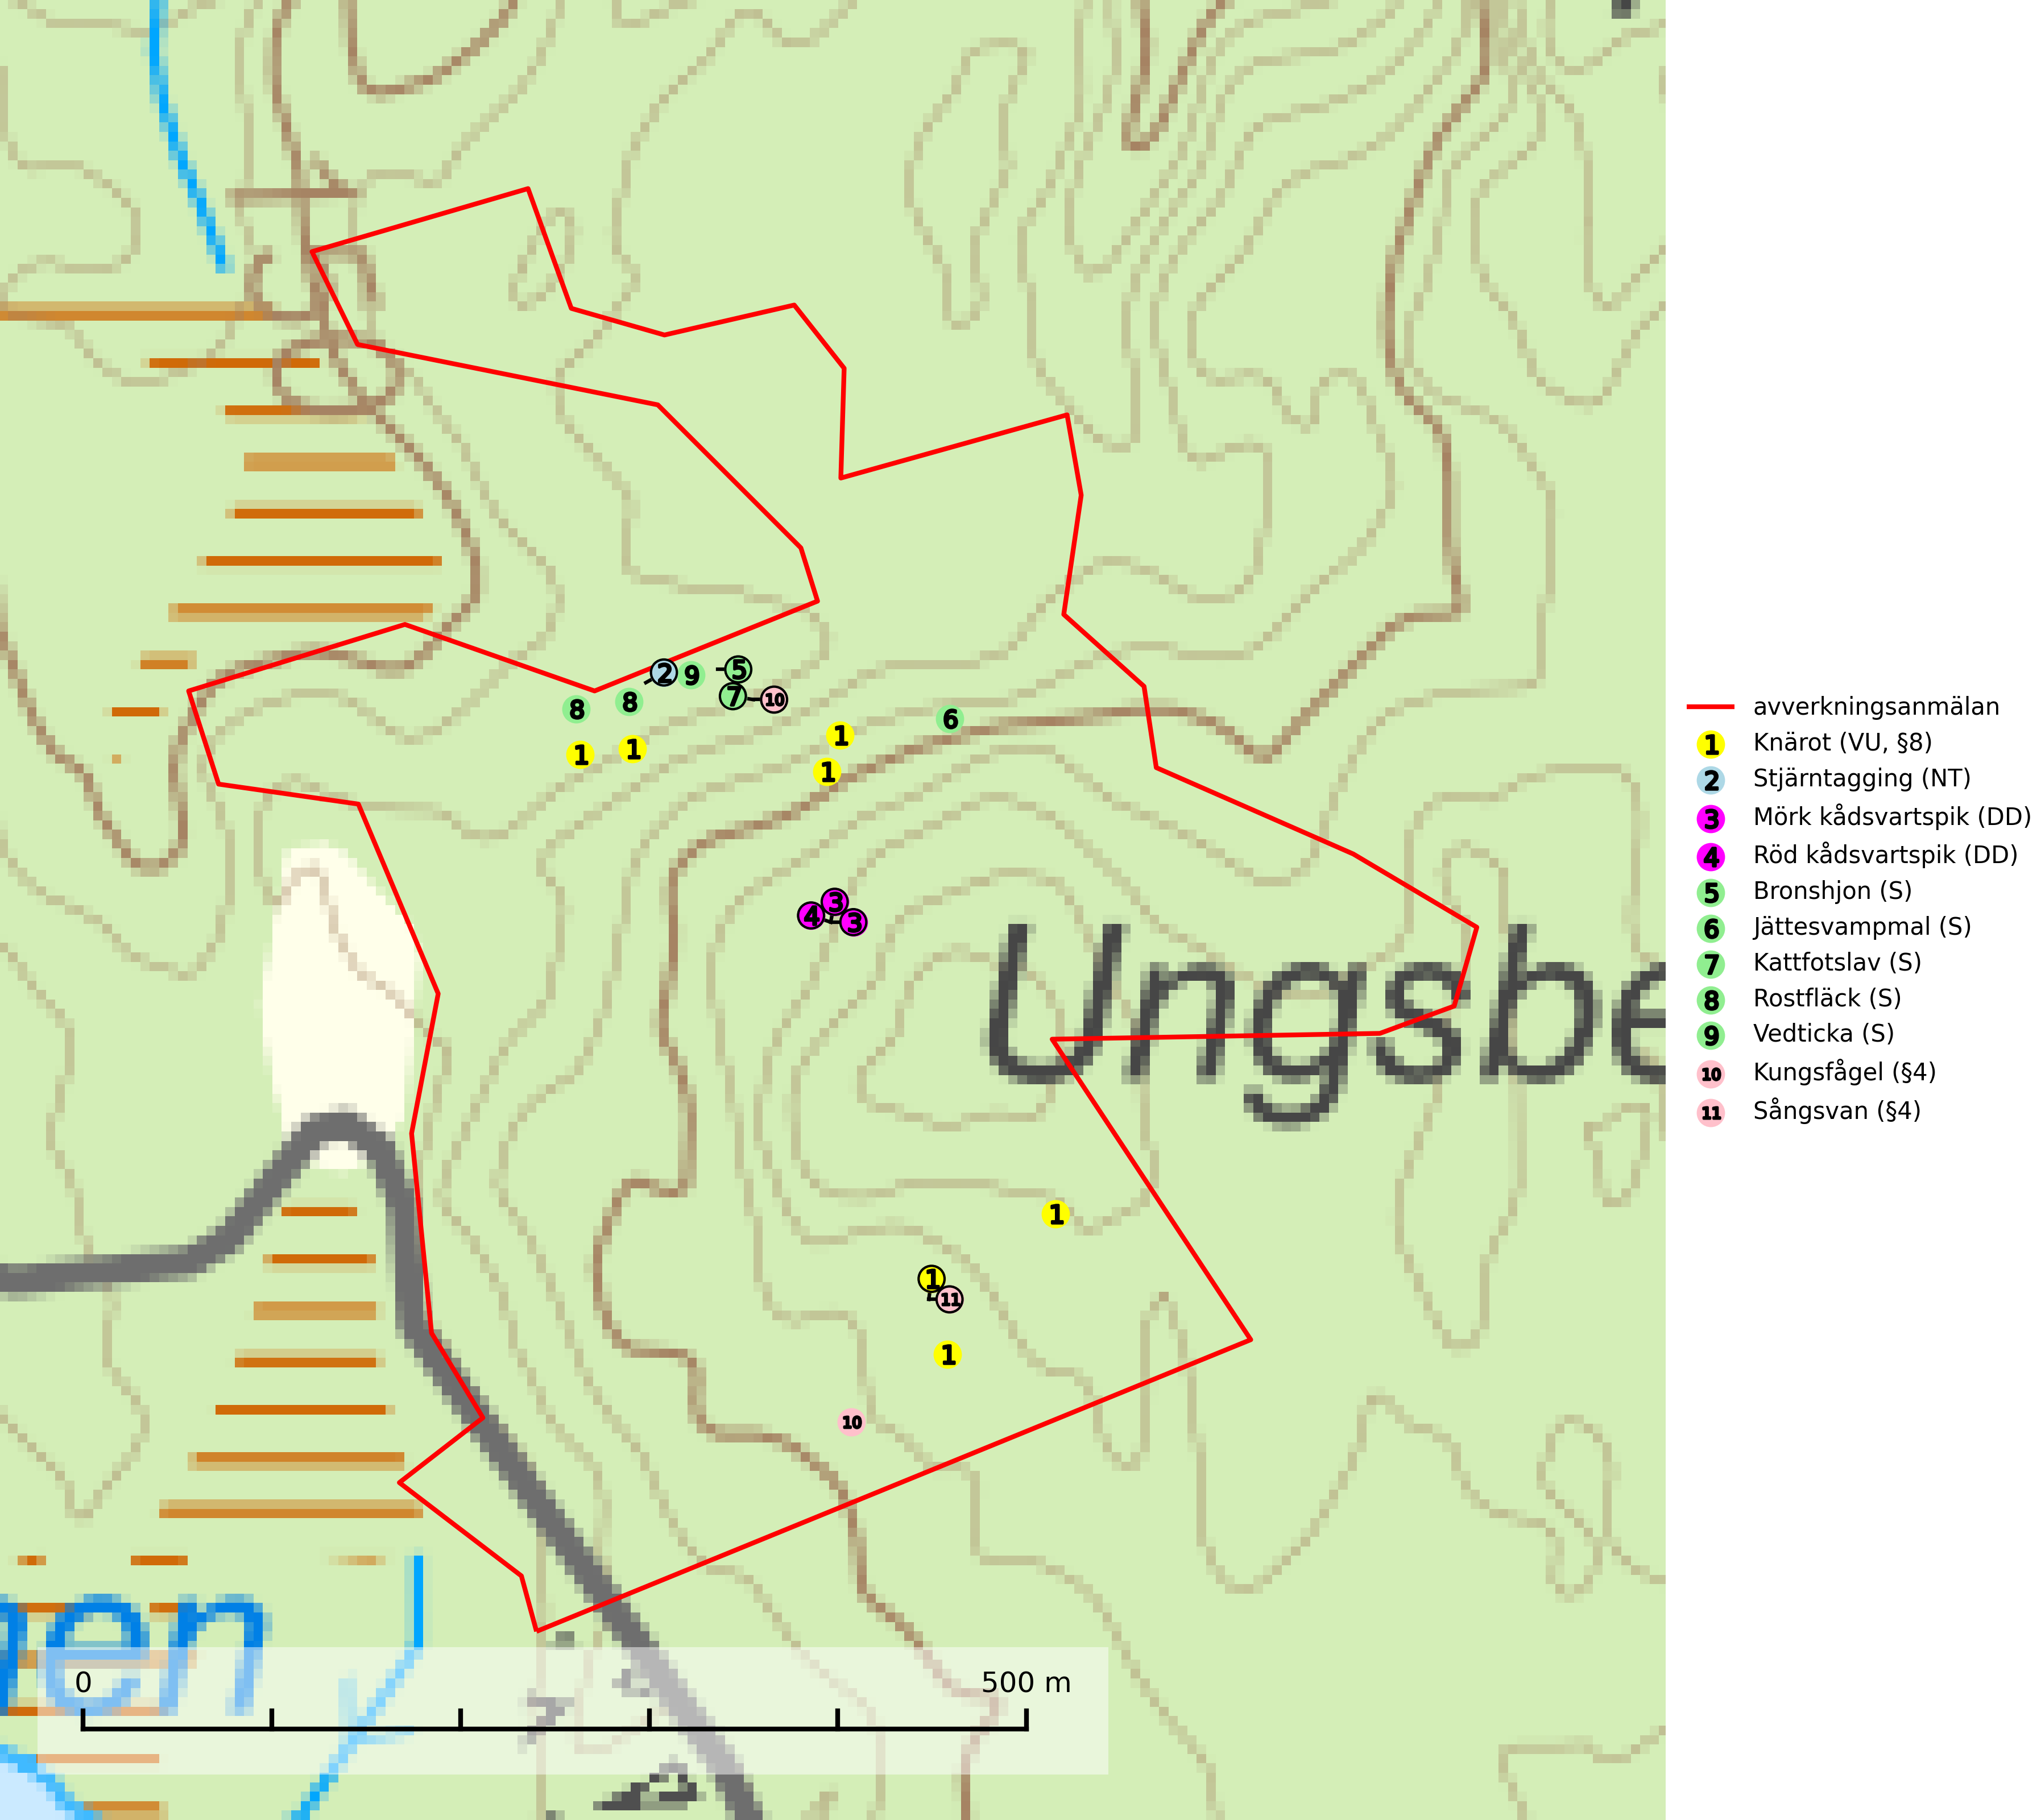 8
8
2
9
5
7
10
1
1
1
1
6
3
4
3
Ungsbe
1
1
11
1
10
en
0
500 m
avverkningsanmälan
1 Knärot (VU, §8)
2 Stjärntagging (NT)
3 Mörk kådsvartspik (DD)
4 Röd kådsvartspik (DD)
5 Bronshjon (S)
6 Jättesvampmal (S)
7 Kattfotslav (S)
8 Rostfläck (S)
9 Vedticka (S)
10 Kungsfågel (§4)
11 Sångsvan (§4)